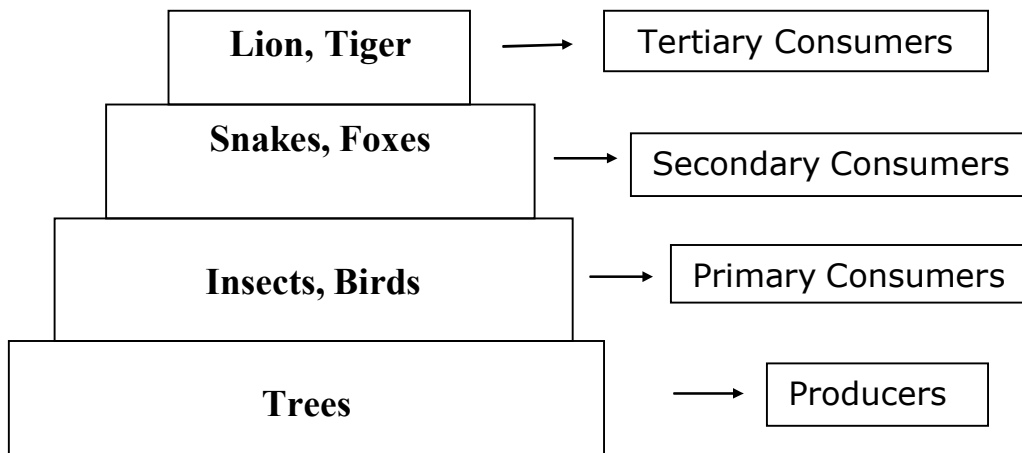 Lion, Tiger
Tertiary Consumers
Snakes, Foxes
Secondary Consumers
Insects, Birds
Primary Consumers
Trees
Producers